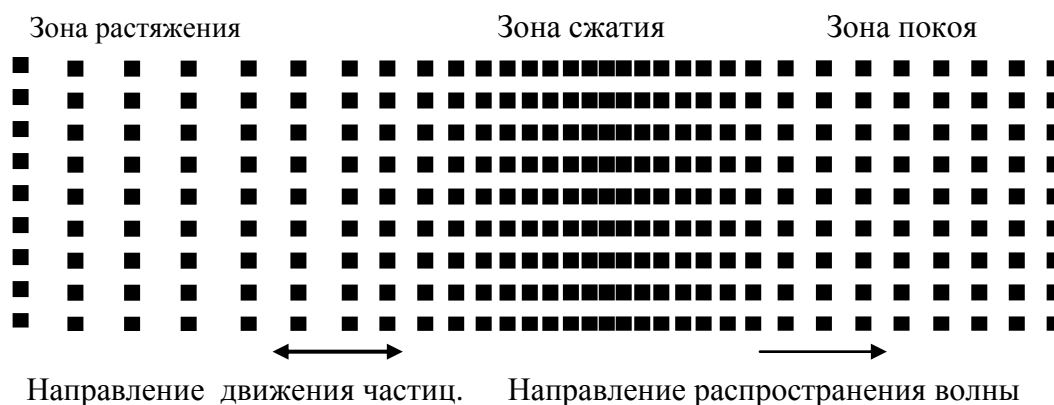 Зона растяжения Зона сжатия Зона покоя
Направление движения частиц. Направление распространения волны